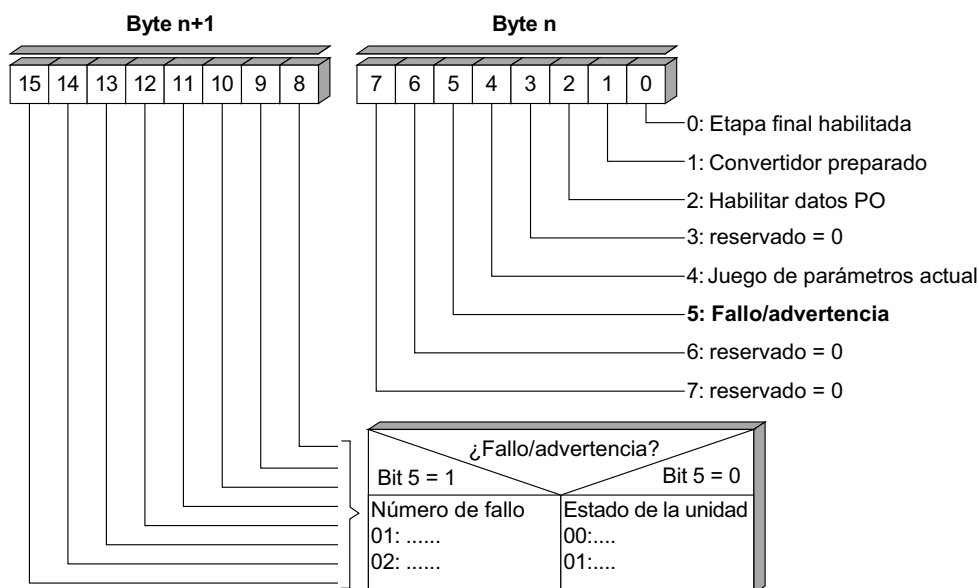 Byte n+1 Byte n
15 14 13 12 11 10 9 8 7 6 5 4 3 2 1 0
0: Etapa final habilitada
1: Convertidor preparado
2: Habilitar datos PO
3: reservado = 0
4: Juego de parámetros actual
5: Fallo/advertencia
6: reservado = 0
7: reservado = 0
¿Fallo/advertencia?
Bit 5 = 1 Bit 5 = 0
Número de fallo Estado de la unidad
01: ...... 00:....
02: ...... 01:....